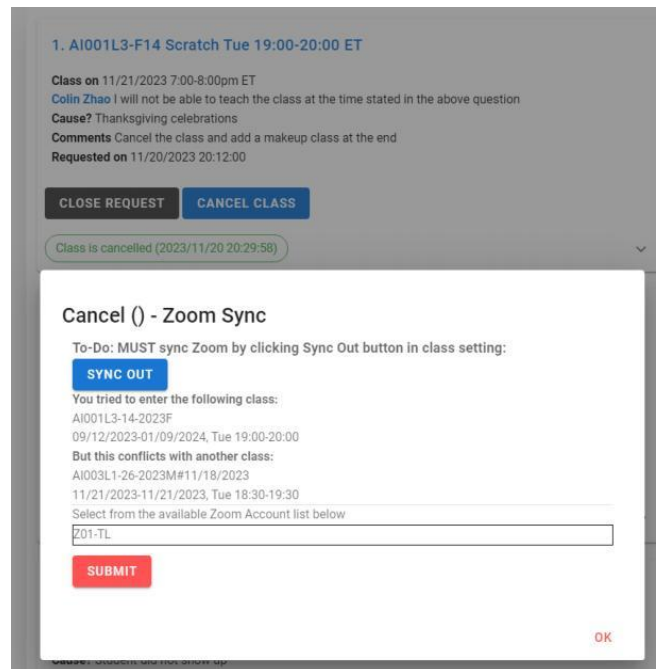 1. AI001L3-F14 Scratch Tue 19:00-20:00 ET
Class on 11/21/2023 7:00-8:00pm ET
Colin Zhao I will not be able to teach the class at the time stated in the above question
Cause? Thanksgiving celebrations
Comments Cancel the class and add a makeup class at the end
Requested on 11/20/2023 20:12:00
CLOSE REQUEST CANCEL CLASS
Class is cancelled (2023/11/20 20:29:58)
Cancel () - Zoom Sync
To-Do: MUST sync Zoom by clicking Sync Out button in class setting:
SYNC OUT
You tried to enter the following class:
AI001L3-14-2023F
09/12/2023-01/09/2024, Tue 19:00-20:00
But this conflicts with another class:
AI003L1-26-2023M#11/18/2023
11/21/2023-11/21/2023, Tue 18:30-19:30
Select from the available Zoom Account list below
Z01-TL
SUBMIT
OK
Cause? Student did not show up